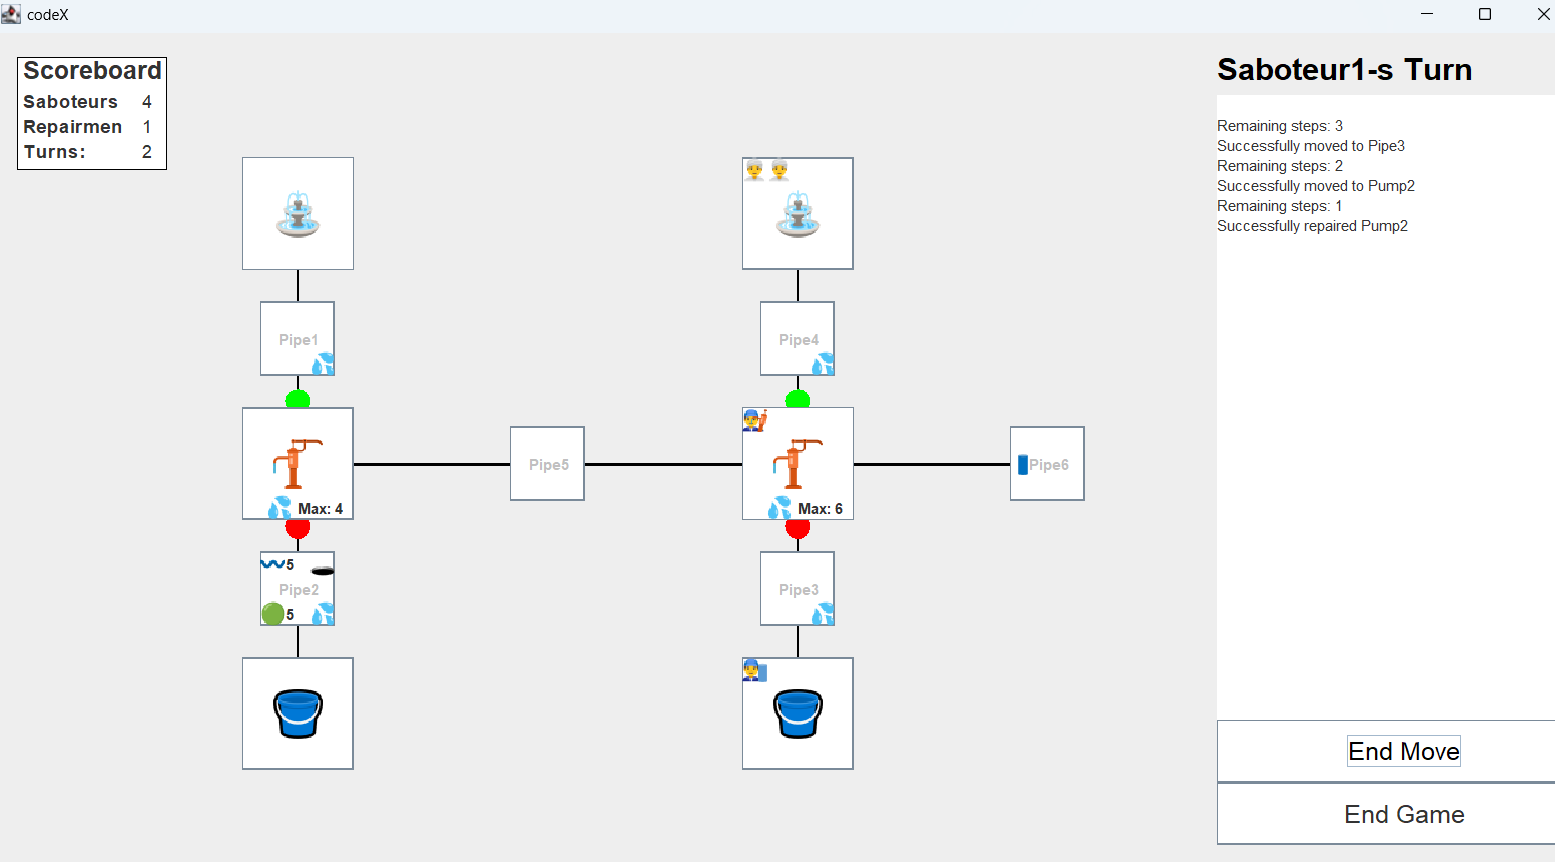 codeX
Scoreboard
Saboteurs 4
Repairmen 1
Turns: 2
Saboteur1-s Turn
Remaining steps: 3
Successfully moved to Pipe3
Remaining steps: 2
Successfully moved to Pump2
Remaining steps: 1
Successfully repaired Pump2
Pipe1
Pipe4
Pipe5
Pipe6
Max: 4
Max: 6
5
Pipe2
5
Pipe3
End Move
End Game